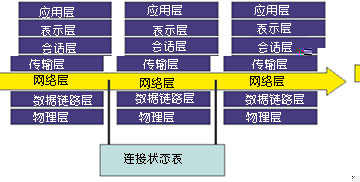 应用层 应用层 应用层
表示层 表示层 表示层
会话层 会话层 会话层
传输层 传输层 传输层
网络层 网络层 网络层
数据链路层 数据链路层 数据链路层
物理层 物理层 物理层
连接状态表